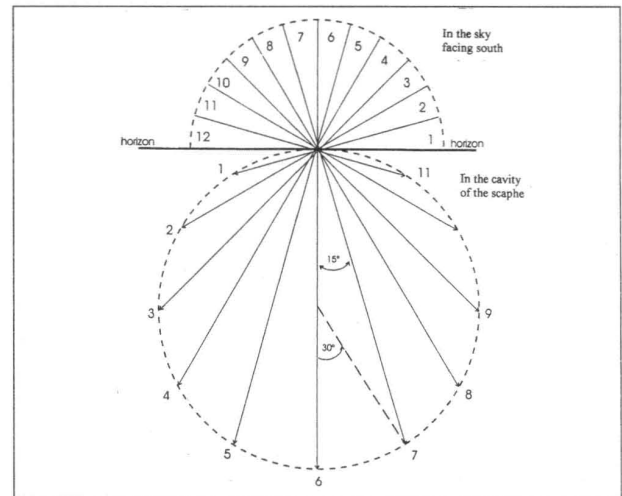 7 6
8 5
9 4
10 3
11 2
12 1
In the sky
facing south
horizon
horizon
In the cavity
of the scaphe
1 11
2
3 9
4 8
5 7
6
15°
30°